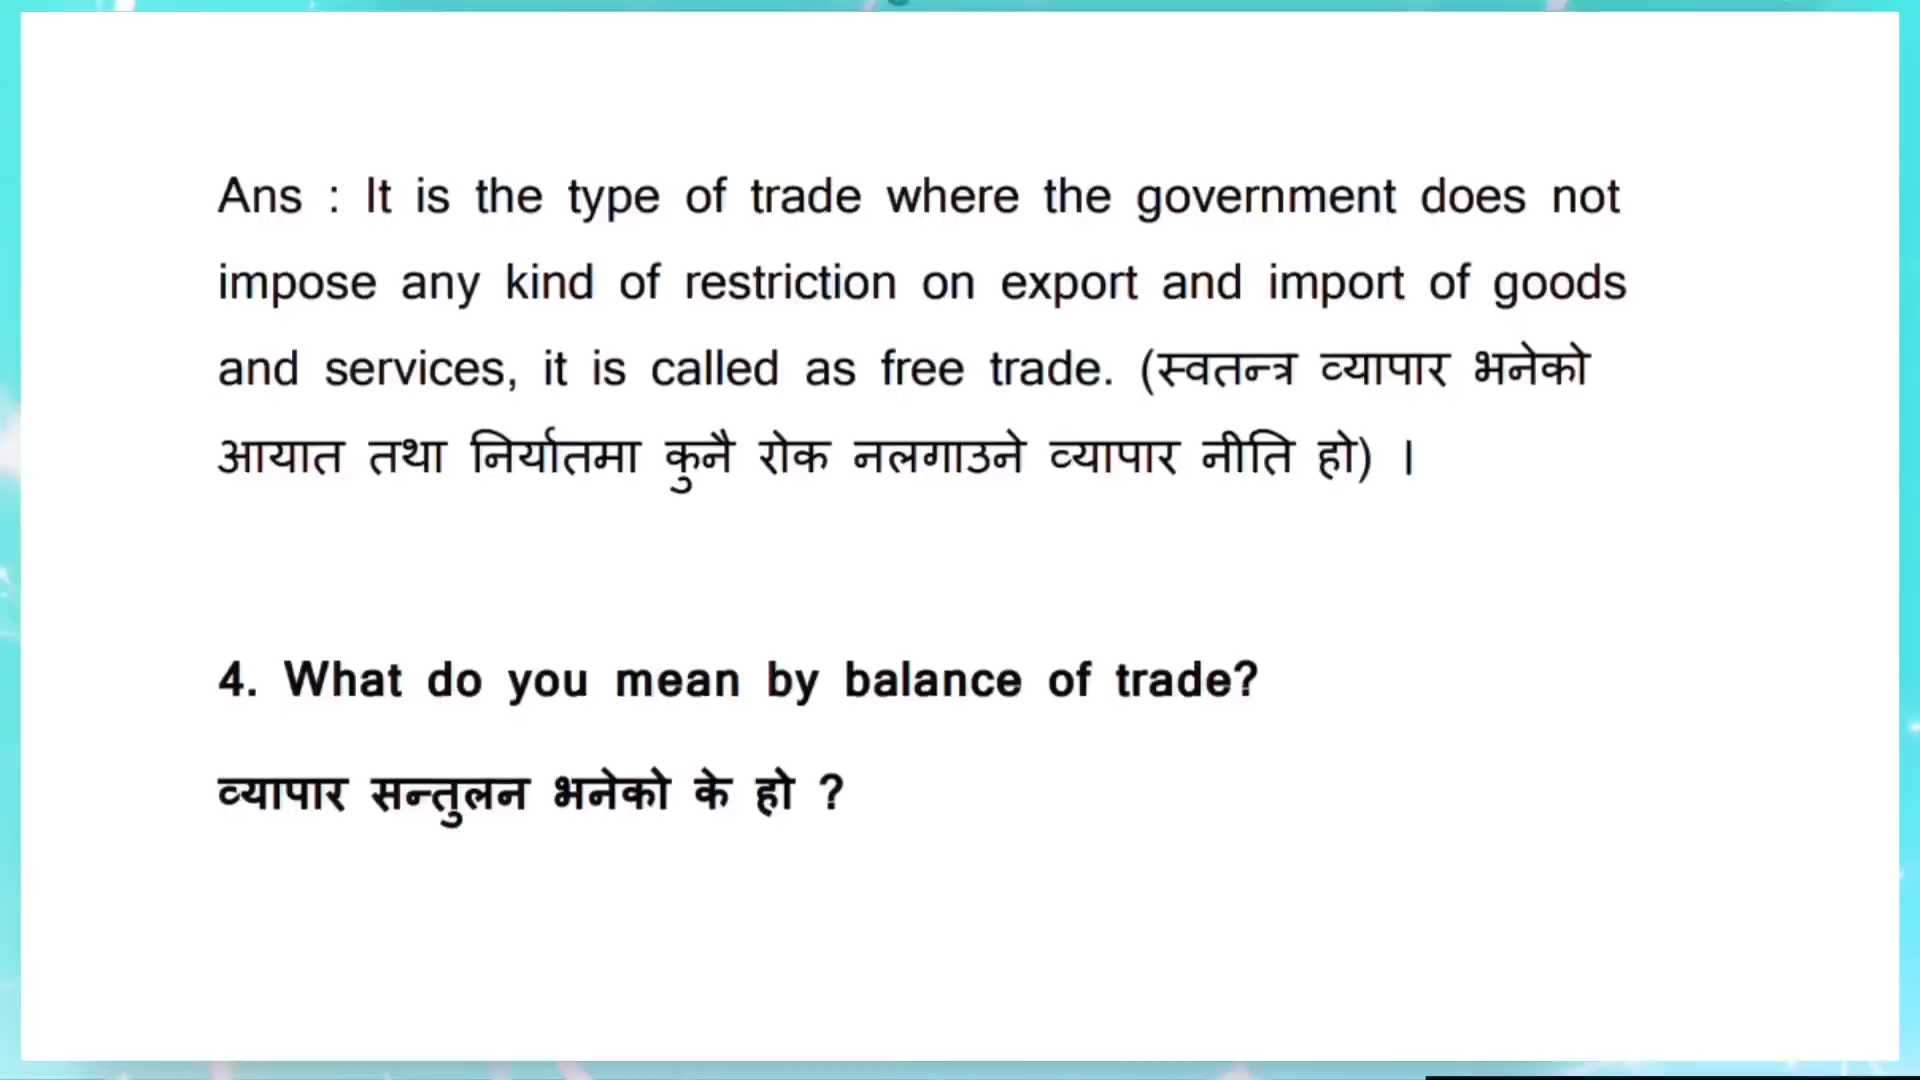 Ans : It is the type of trade where the government does not
impose any kind of restriction on export and import of goods
and services, it is called as free trade. (स्वतन्त्र व्यापार भनेको
आयात तथा निर्यातमा कुनै रोक नलगाउने व्यापार नीति हो) ।
4. What do you mean by balance of trade?
व्यापार सन्तुलन भनेको के हो ?